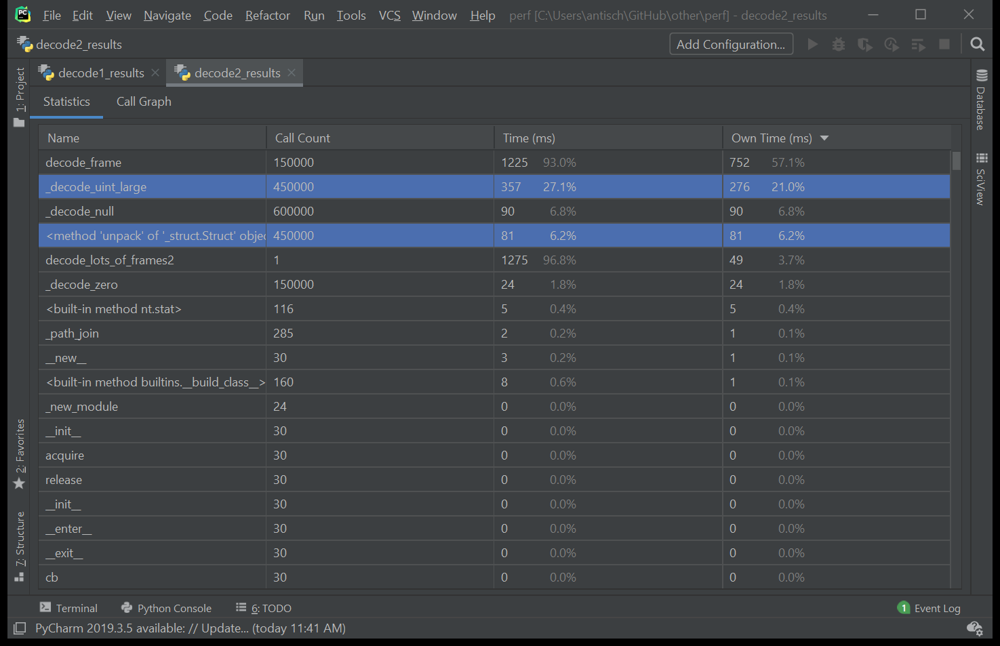 PC File Edit View Navigate Code Refactor Run Tools VCS Window Help perf [C:\Users\antisch\GitHub\other\perf] - decode2_results
decode2_results Add Configuration...
decode1_results decode2_results
Statistics Call Graph
Name Call Count Time (ms) Own Time (ms)
decode_frame 150000 1225 93.0% 752 57.1%
_decode_uint_large 450000 357 27.1% 276 21.0%
_decode_null 600000 90 6.8% 90 6.8%
<method 'unpack' of '_struct.Struct' objec 450000 81 6.2% 81 6.2%
decode_lots_of_frames2 1 1275 96.8% 49 3.7%
_decode_zero 150000 24 1.8% 24 1.8%
<built-in method nt.stat> 116 5 0.4% 5 0.4%
_path_join 285 2 0.2% 1 0.1%
__new__ 30 3 0.2% 1 0.1%
<built-in method builtins.__build_class__> 160 8 0.6% 1 0.1%
_new_module 24 0 0.0% 0 0.0%
__init__ 30 0 0.0% 0 0.0%
acquire 30 0 0.0% 0 0.0%
release 30 0 0.0% 0 0.0%
__init__ 30 0 0.0% 0 0.0%
__enter__ 30 0 0.0% 0 0.0%
__exit__ 30 0 0.0% 0 0.0%
cb 30 0 0.0% 0 0.0%
1: Project
2: Favorites
7: Structure
Database
SciView
Terminal Python Console 6: TODO 1 Event Log
PyCharm 2019.3.5 available: // Update... (today 11:41 AM)